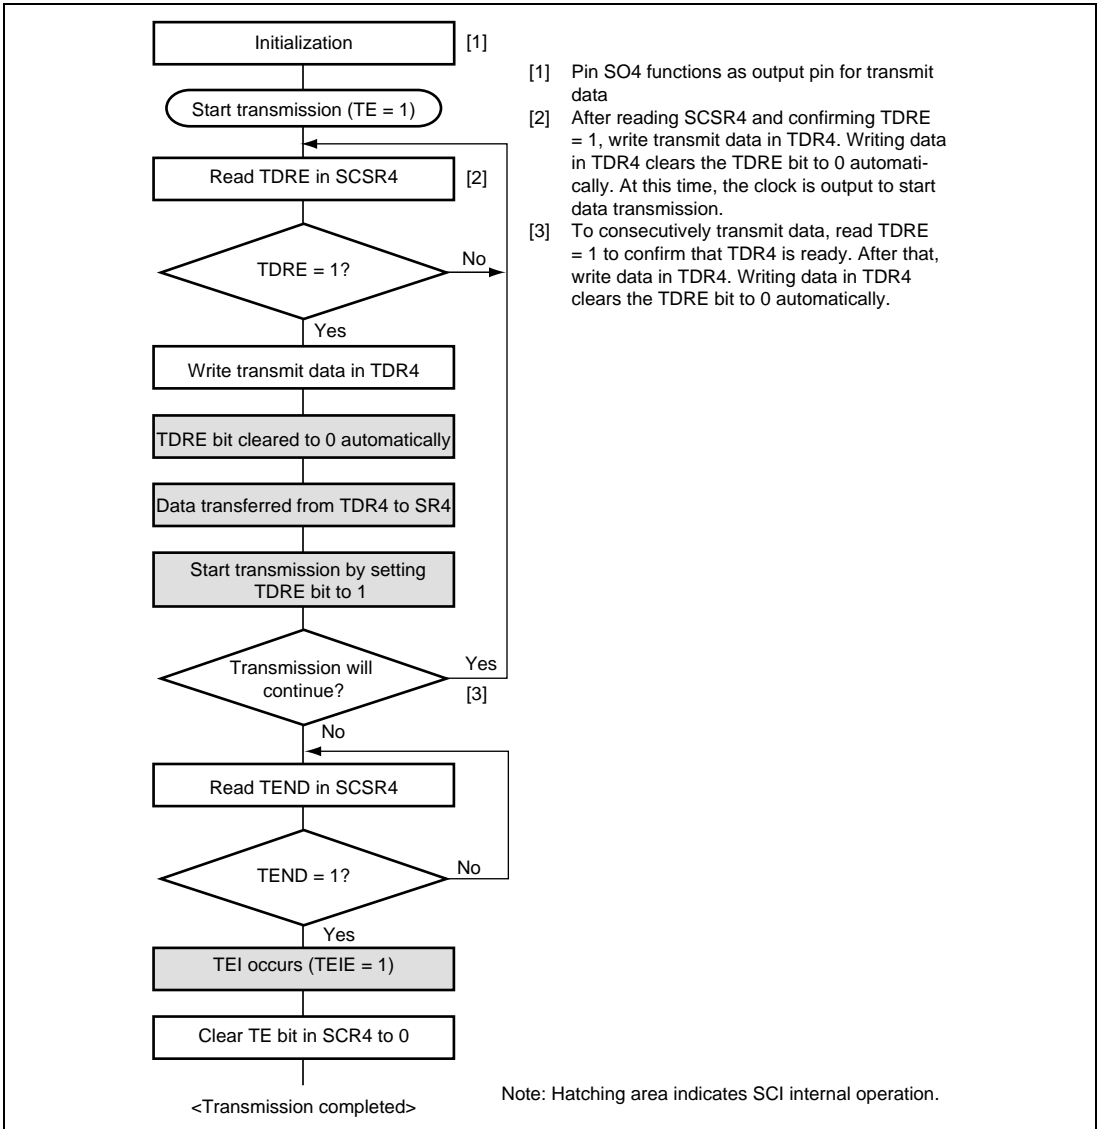 Initialization
[1]
Start transmission (TE = 1)
Read TDRE in SCSR4
[2]
TDRE = 1?
No
Yes
Write transmit data in TDR4
TDRE bit cleared to 0 automatically
Data transferred from TDR4 to SR4
Start transmission by setting
TDRE bit to 1
Transmission will
continue?
Yes
[3]
No
Read TEND in SCSR4
TEND = 1?
No
Yes
TEI occurs (TEIE = 1)
Clear TE bit in SCR4 to 0
<Transmission completed>
[1] Pin SO4 functions as output pin for transmit
data
[2] After reading SCSR4 and confirming TDRE
= 1, write transmit data in TDR4. Writing data
in TDR4 clears the TDRE bit to 0 automati-
cally. At this time, the clock is output to start
data transmission.
[3] To consecutively transmit data, read TDRE
= 1 to confirm that TDR4 is ready. After that,
write data in TDR4. Writing data in TDR4
clears the TDRE bit to 0 automatically.
Note: Hatching area indicates SCI internal operation.